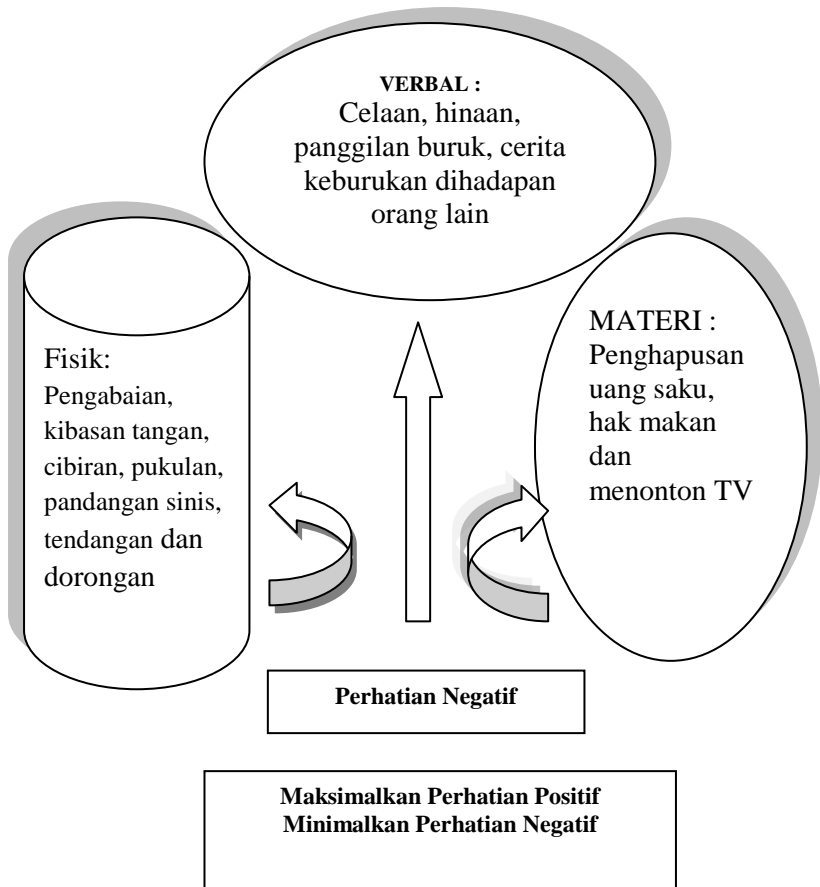 VERBAL :
Celaan, hinaan,
panggilan buruk, cerita
keburukan dihadapan
orang lain
Fisik:
Pengabaian,
kibasan tangan,
cibiran, pukulan,
pandangan sinis,
tendangan dan
dorongan
MATERI :
Penghapusan
uang saku,
hak makan
dan
menonton TV
Perhatian Negatif
Maksimalkan Perhatian Positif
Minimalkan Perhatian Negatif